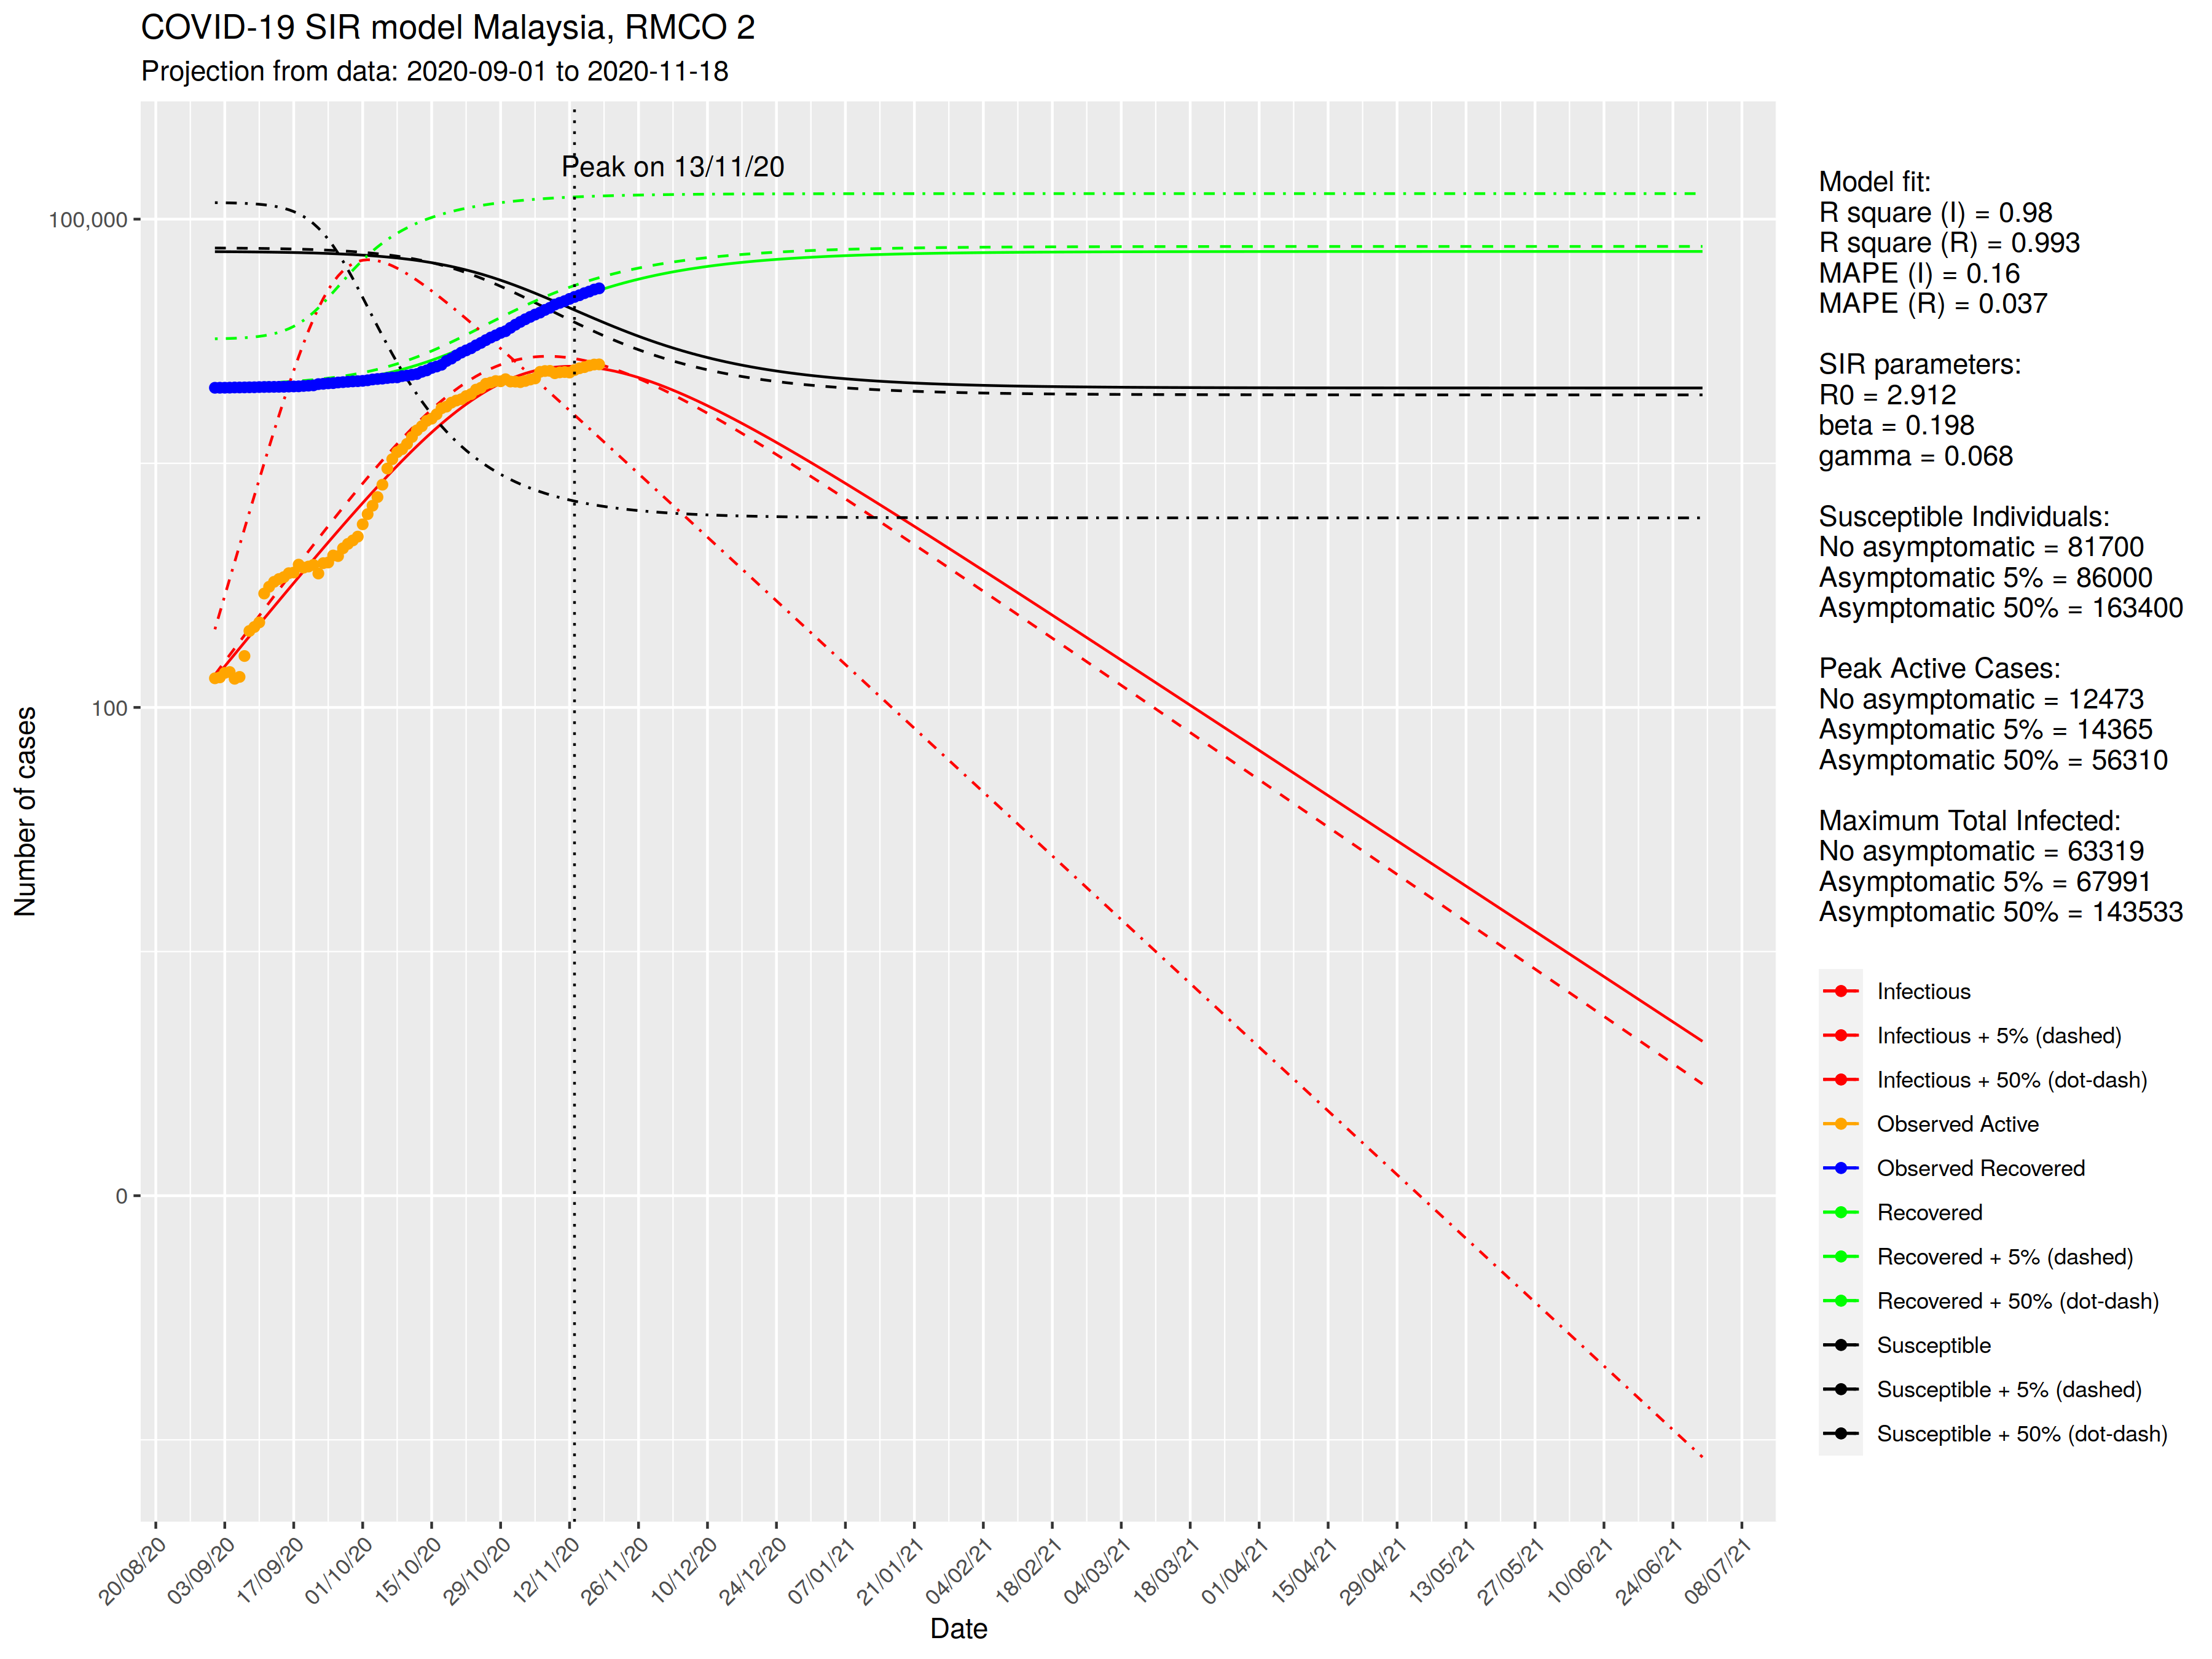 COVID-19 SIR model Malaysia, RMCO 2
Projection from data: 2020-09-01 to 2020-11-18
Peak on 13/11/20
Number of cases
100,000
100
0
20/08/20
03/09/20
17/09/20
01/10/20
15/10/20
29/10/20
12/11/20
26/11/20
10/12/20
24/12/20
07/01/21
21/01/21
04/02/21
18/02/21
04/03/21
18/03/21
01/04/21
15/04/21
29/04/21
13/05/21
27/05/21
10/06/21
24/06/21
08/07/21
Date
Model fit:
R square (I) = 0.98
R square (R) = 0.993
MAPE (I) = 0.16
MAPE (R) = 0.037
SIR parameters:
R0 = 2.912
beta = 0.198
gamma = 0.068
Susceptible Individuals:
No asymptomatic = 81700
Asymptomatic 5% = 86000
Asymptomatic 50% = 163400
Peak Active Cases:
No asymptomatic = 12473
Asymptomatic 5% = 14365
Asymptomatic 50% = 56310
Maximum Total Infected:
No asymptomatic = 63319
Asymptomatic 5% = 67991
Asymptomatic 50% = 143533
Infectious
Infectious + 5% (dashed)
Infectious + 50% (dot-dash)
Observed Active
Observed Recovered
Recovered
Recovered + 5% (dashed)
Recovered + 50% (dot-dash)
Susceptible
Susceptible + 5% (dashed)
Susceptible + 50% (dot-dash)